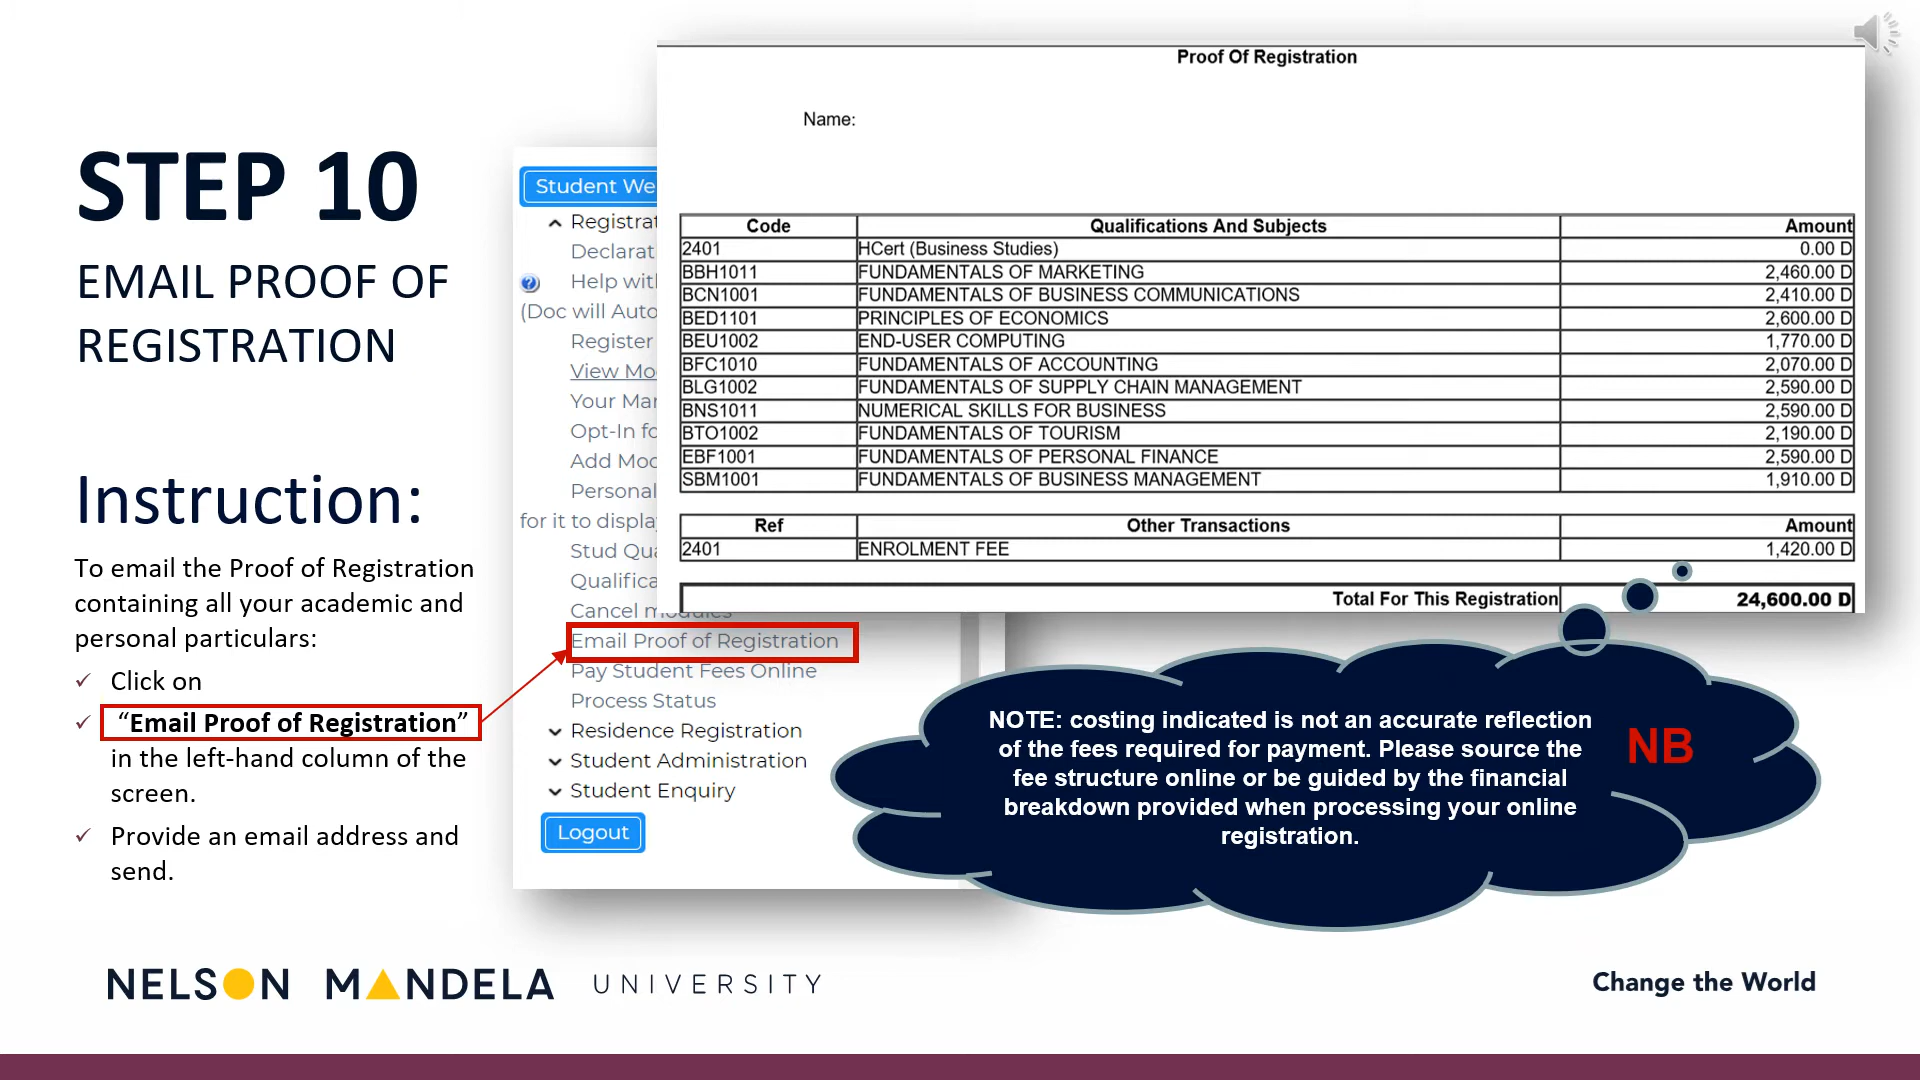 STEP 10
EMAIL PROOF OF
REGISTRATION
Instruction:
To email the Proof of Registration
containing all your academic and
personal particulars:
✓ Click on
✓ “Email Proof of Registration”
in the left-hand column of the
screen.
✓ Provide an email address and
send.
Student We
Registrat
Declarat
Help with
(Doc will Auto
Register
View Mo
Your Mar
Opt-In fo
Add Mod
Personal
for it to display
Stud Qua
Qualifica
Cancel modules
Email Proof of Registration
Pay Student Fees Online
Process Status
Residence Registration
Student Administration
Student Enquiry
Logout
Proof Of Registration
Name:
Code Qualifications And Subjects Amount
2401 HCert (Business Studies) 0.00 D
BBH1011 FUNDAMENTALS OF MARKETING 2,460.00 D
BCN1001 FUNDAMENTALS OF BUSINESS COMMUNICATIONS 2,410.00 D
BED1101 PRINCIPLES OF ECONOMICS 2,600.00 D
BEU1002 END-USER COMPUTING 1,770.00 D
BFC1010 FUNDAMENTALS OF ACCOUNTING 2,070.00 D
BLG1002 FUNDAMENTALS OF SUPPLY CHAIN MANAGEMENT 2,590.00 D
BNS1011 NUMERICAL SKILLS FOR BUSINESS 2,590.00 D
BTO1002 FUNDAMENTALS OF TOURISM 2,190.00 D
EBF1001 FUNDAMENTALS OF PERSONAL FINANCE 2,590.00 D
SBM1001 FUNDAMENTALS OF BUSINESS MANAGEMENT 1,910.00 D
Ref Other Transactions Amount
2401 ENROLMENT FEE 1,420.00 D
Total For This Registration 24,600.00 D
NOTE: costing indicated is not an accurate reflection
of the fees required for payment. Please source the
fee structure online or be guided by the financial
breakdown provided when processing your online
registration.
NB
NELSON MANDELA UNIVERSITY
Change the World